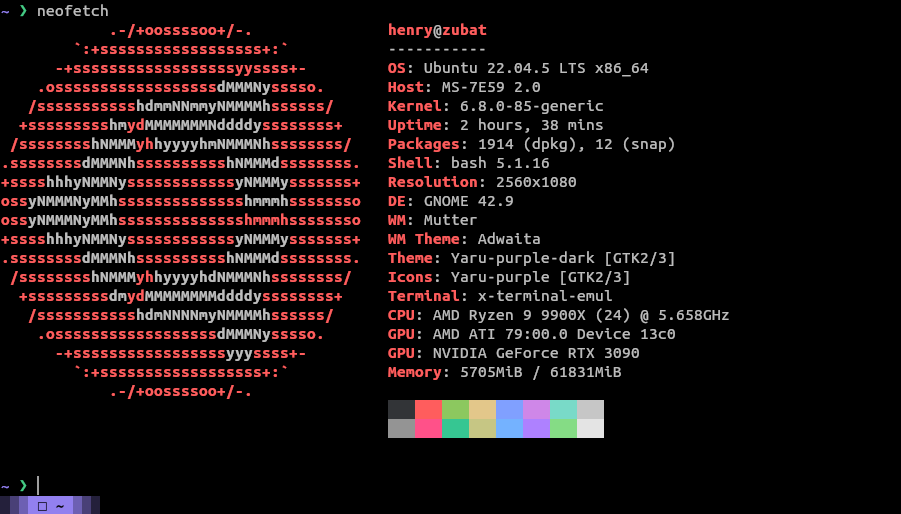 ~ ❯ neofetch
            .-/+oossssoo+/-.               henry@zubat
        `:+ssssssssssssssssss+:`           -----------
      -+ssssssssssssssssssyyssss+-         OS: Ubuntu 22.04.5 LTS x86_64
    .ossssssssssssssssssdMMMNysssso.       Host: MS-7E59 2.0
   /ssssssssssshdmmNNmmyNMMMMhssssss/      Kernel: 6.8.0-85-generic
  +ssssssssshmydMMMMMMMNddddyssssssss+     Uptime: 2 hours, 38 mins
 /sssssssshNMMMyhhyyyyhmNMMMNhssssssss/    Packages: 1914 (dpkg), 12 (snap)
.ssssssssdMMMNhsssssssssshNMMMdssssssss.   Shell: bash 5.1.16
+sssshhhyNMMNyssssssssssssyNMMMysssssss+   Resolution: 2560x1080
ossyNMMMNyMMhsssssssssssssshmmmhssssssso   DE: GNOME 42.9
ossyNMMMNyMMhsssssssssssssshmmmhssssssso   WM: Mutter
+sssshhhyNMMNyssssssssssssyNMMMysssssss+   WM Theme: Adwaita
.ssssssssdMMMNhsssssssssshNMMMdssssssss.   Theme: Yaru-purple-dark [GTK2/3]
 /sssssssshNMMMyhhyyyyhdNMMMNhssssssss/    Icons: Yaru-purple [GTK2/3]
  +sssssssssdmydMMMMMMMMddddyssssssss+     Terminal: x-terminal-emul
   /ssssssssssshdmNNNNmyNMMMMhssssss/      CPU: AMD Ryzen 9 9900X (24) @ 5.658GHz
    .ossssssssssssssssssdMMMNysssso.       GPU: AMD ATI 79:00.0 Device 13c0
      -+sssssssssssssssssyyyssss+-         GPU: NVIDIA GeForce RTX 3090
        `:+ssssssssssssssssss+:`           Memory: 5705MiB / 61831MiB
            .-/+oossssoo+/-.
~ ❯
□ ~